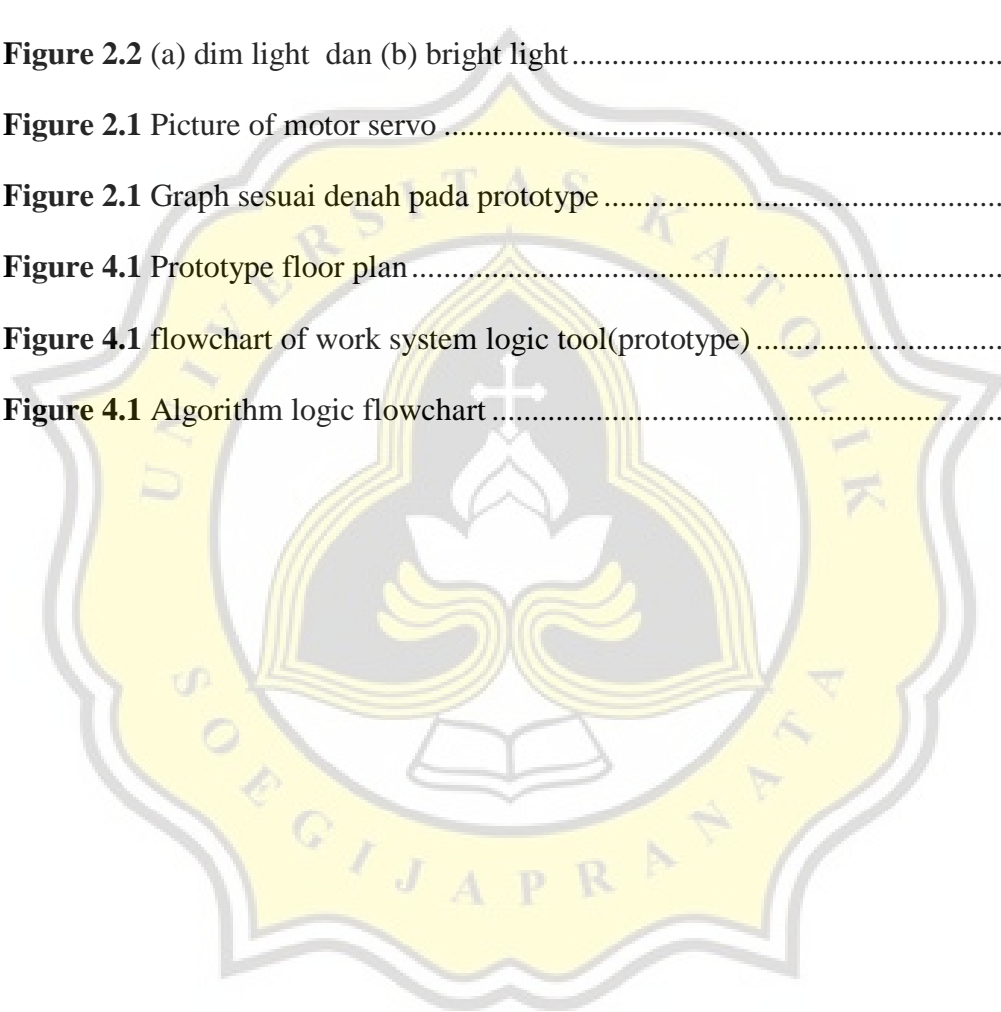 Figure 2.2 (a) dim light  dan (b) bright light.......................................................
Figure 2.1 Picture of motor servo.......................................................................
Figure 2.1 Graph sesuai denah pada prototype...................................................
Figure 4.1 Prototype floor plan...........................................................................
Figure 4.1 flowchart of work system logic tool(prototype)...............................
Figure 4.1 Algorithm logic flowchart.................................................................
UNIVERSITAS KATOLIK
SOEGIJAPRANATA